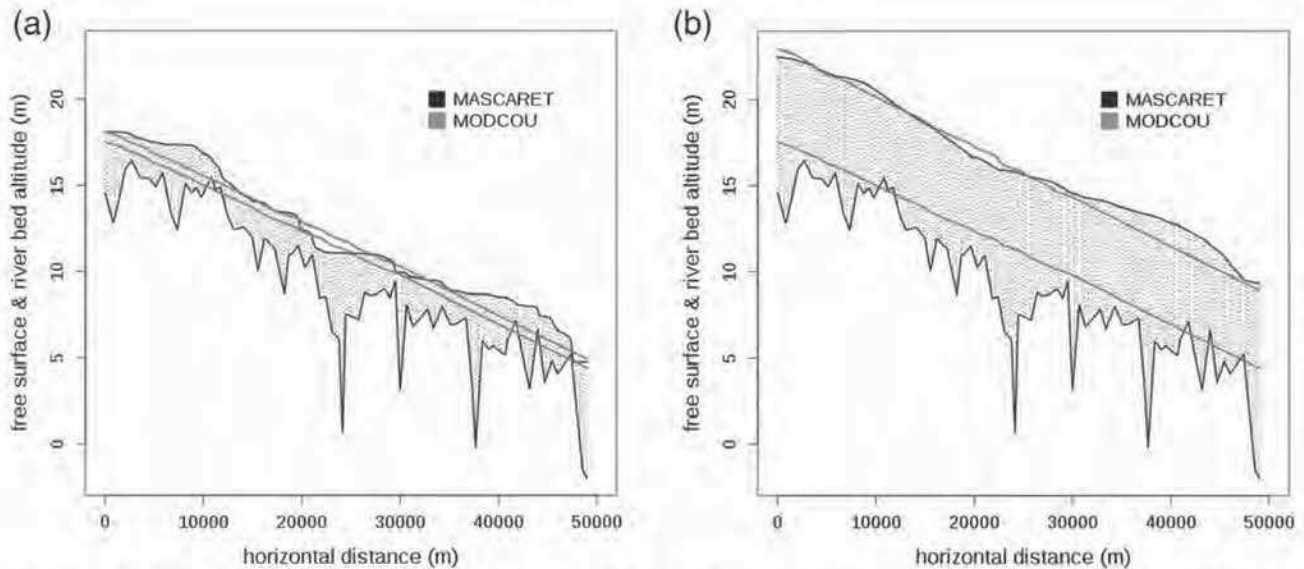 (a)
free surface & river bed altitude (m)
20
15
10
5
0
MASCARET
MODCOU
0 10000 20000 30000 40000 50000
horizontal distance (m)
(b)
free surface & river bed altitude (m)
20
15
10
5
0
MASCARET
MODCOU
0 10000 20000 30000 40000 50000
horizontal distance (m)